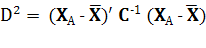 D² = (X_A - X̅)′ C⁻¹ (X_A - X̅)